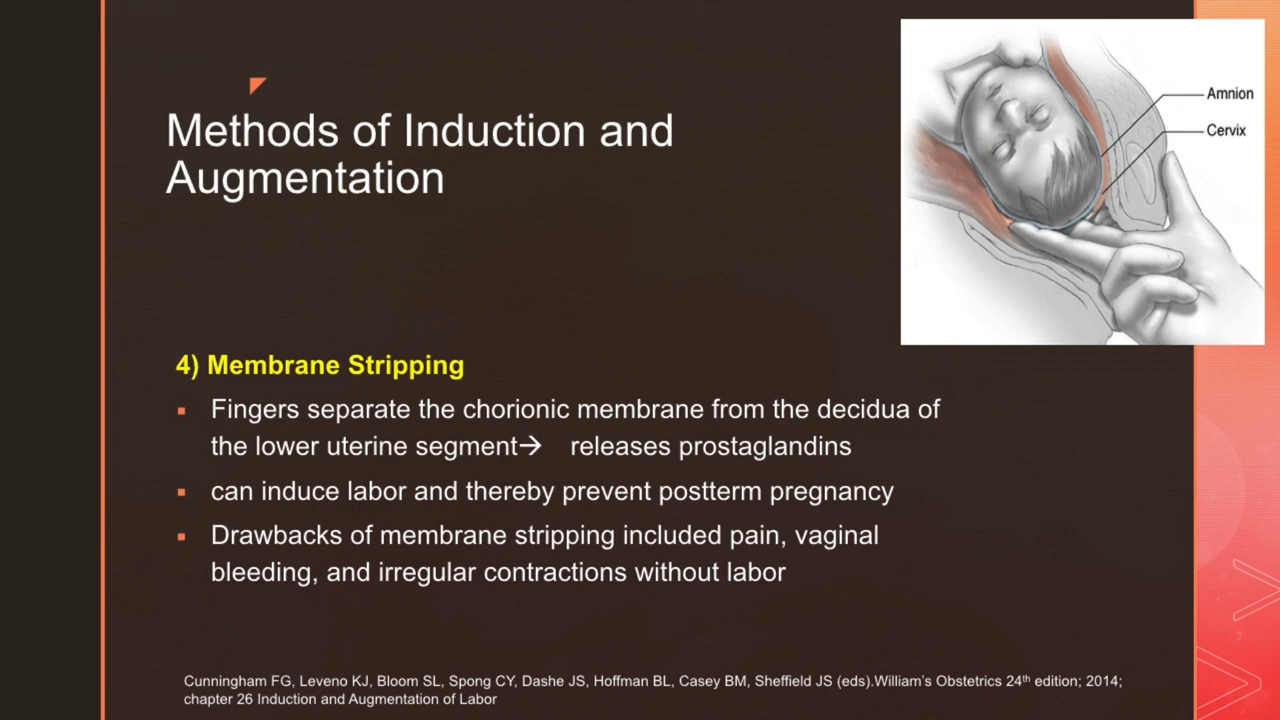 Amnion
Cervix
Methods of Induction and
Augmentation
4) Membrane Stripping
▪ Fingers separate the chorionic membrane from the decidua of
the lower uterine segment→ releases prostaglandins
▪ can induce labor and thereby prevent postterm pregnancy
▪ Drawbacks of membrane stripping included pain, vaginal
bleeding, and irregular contractions without labor
Cunningham FG, Leveno KJ, Bloom SL, Spong CY, Dashe JS, Hoffman BL, Casey BM, Sheffield JS (eds).William’s Obstetrics 24th edition; 2014;
chapter 26 Induction and Augmentation of Labor